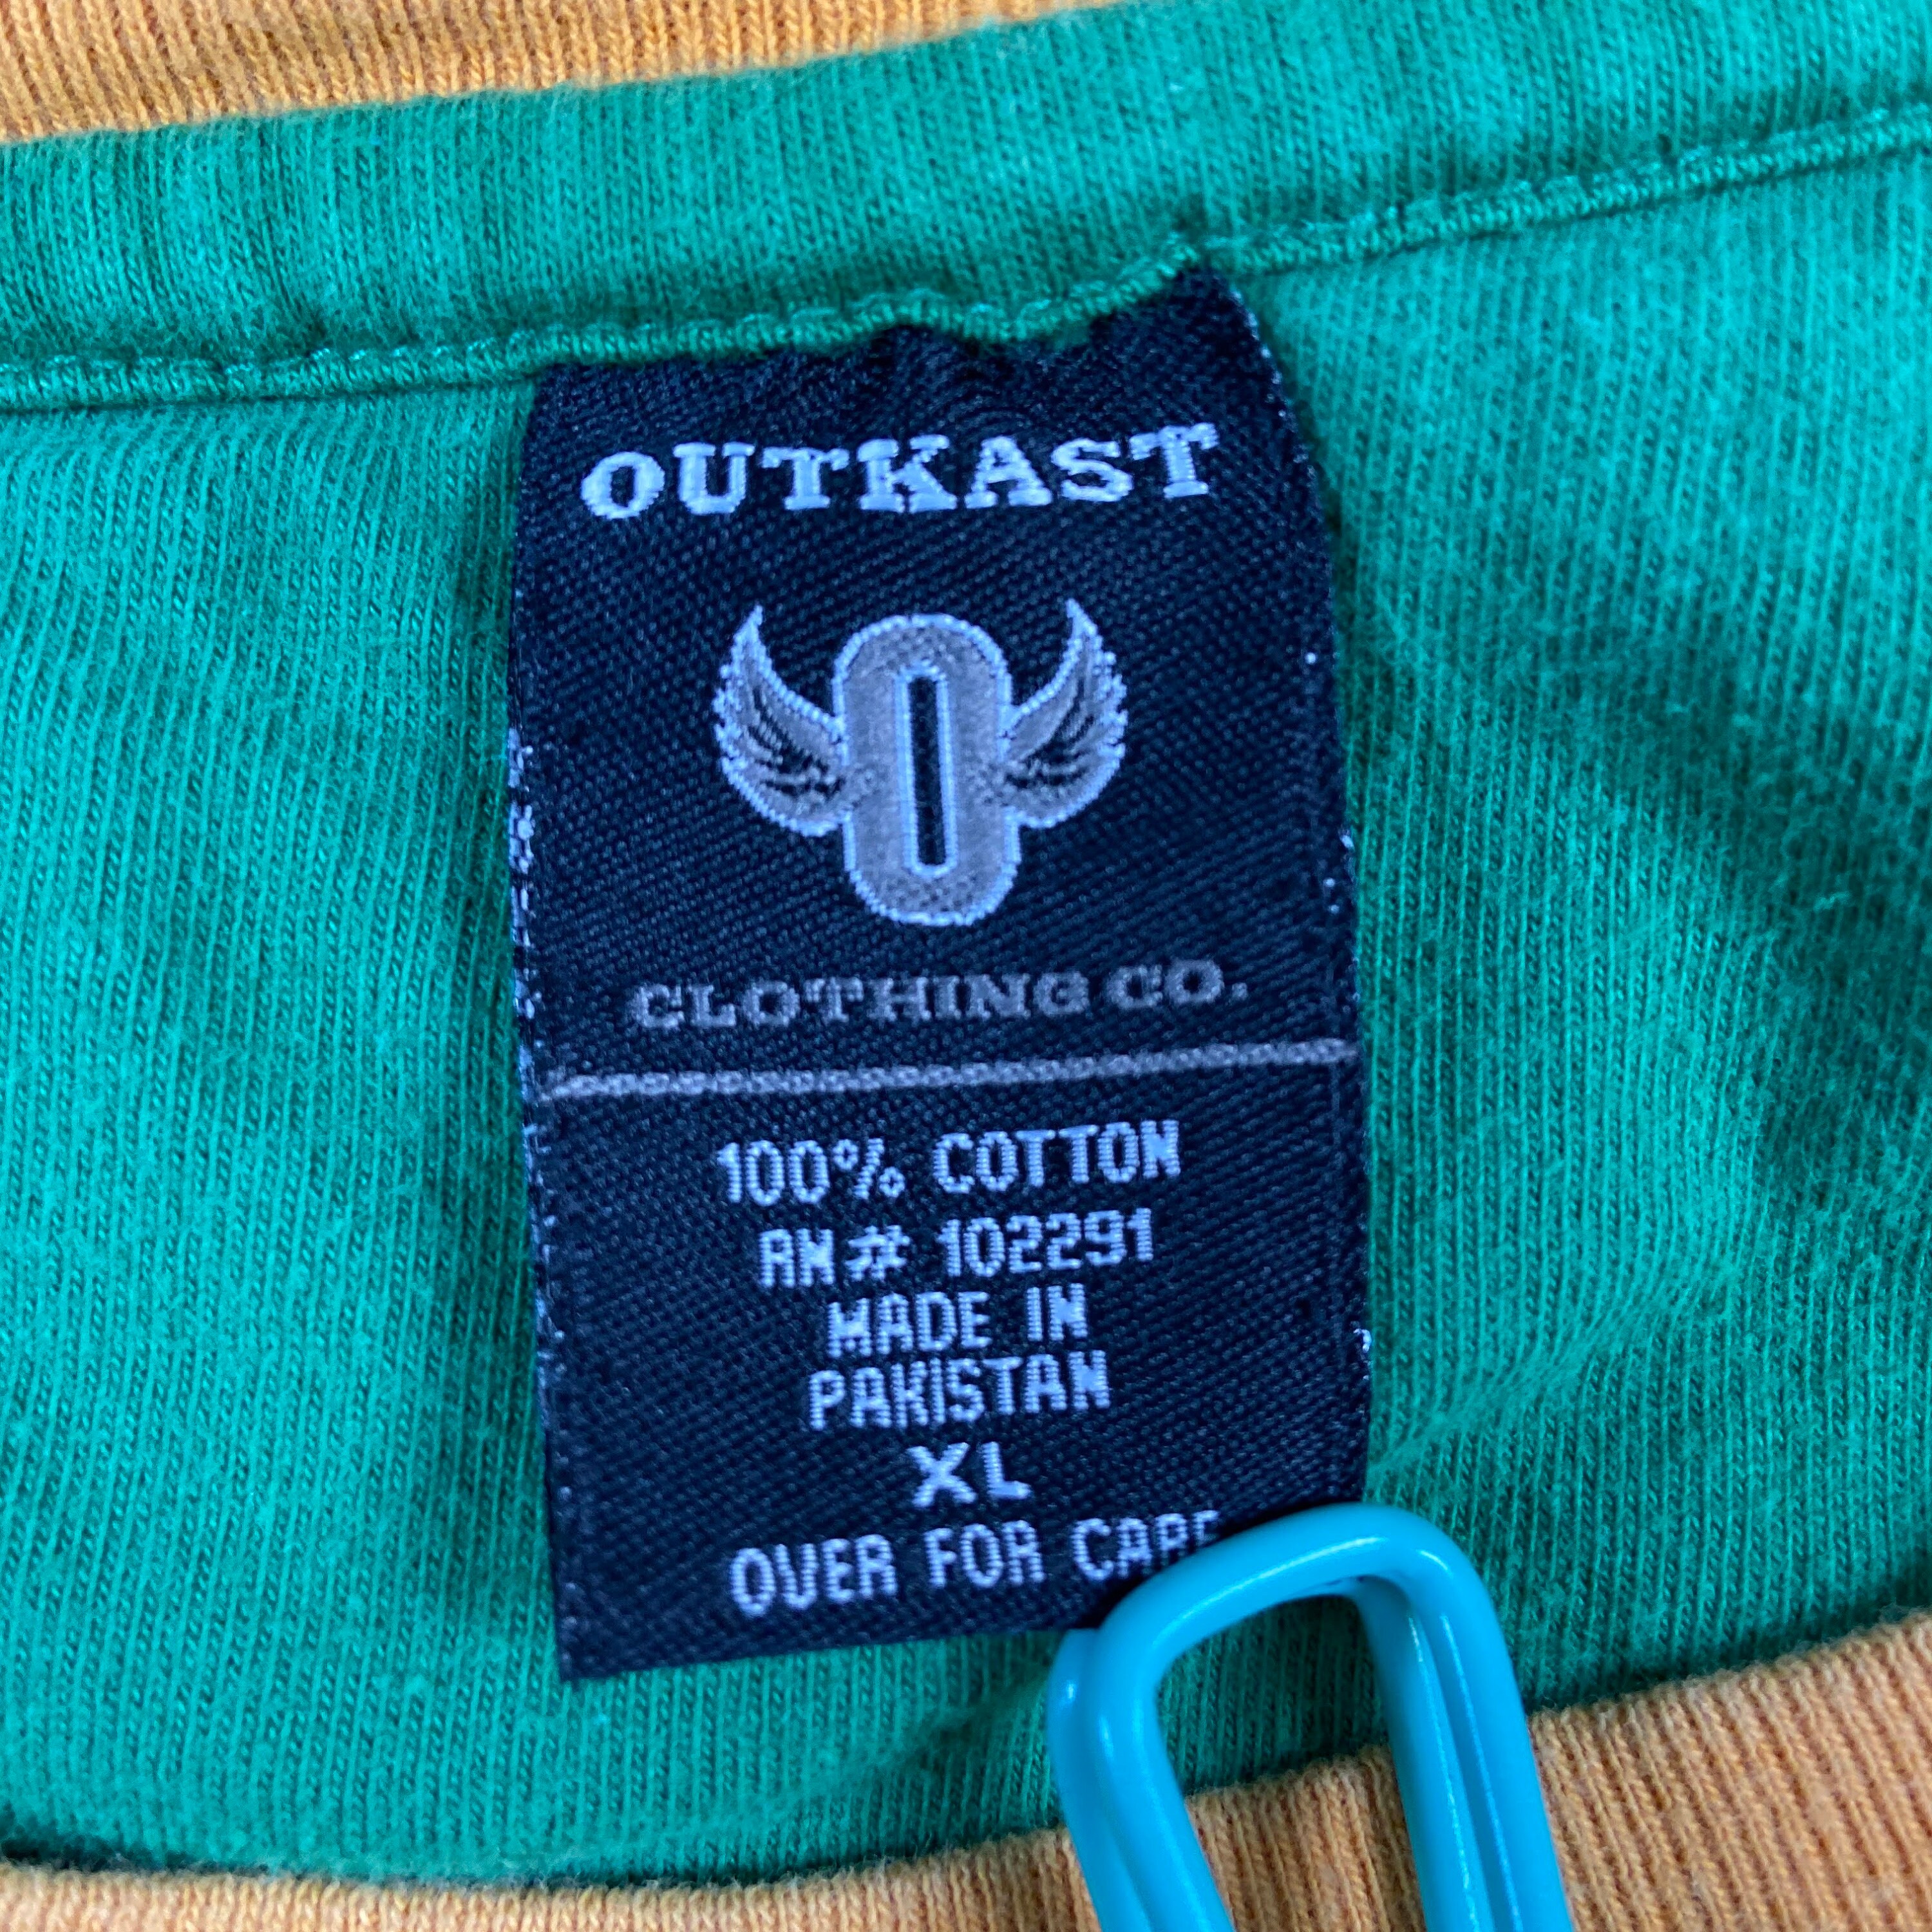 OUTKAST
O
CLOTHING CO.
100% COTTON
RN# 102291
MADE IN
PAKISTAN
XL
OVER FOR CARE